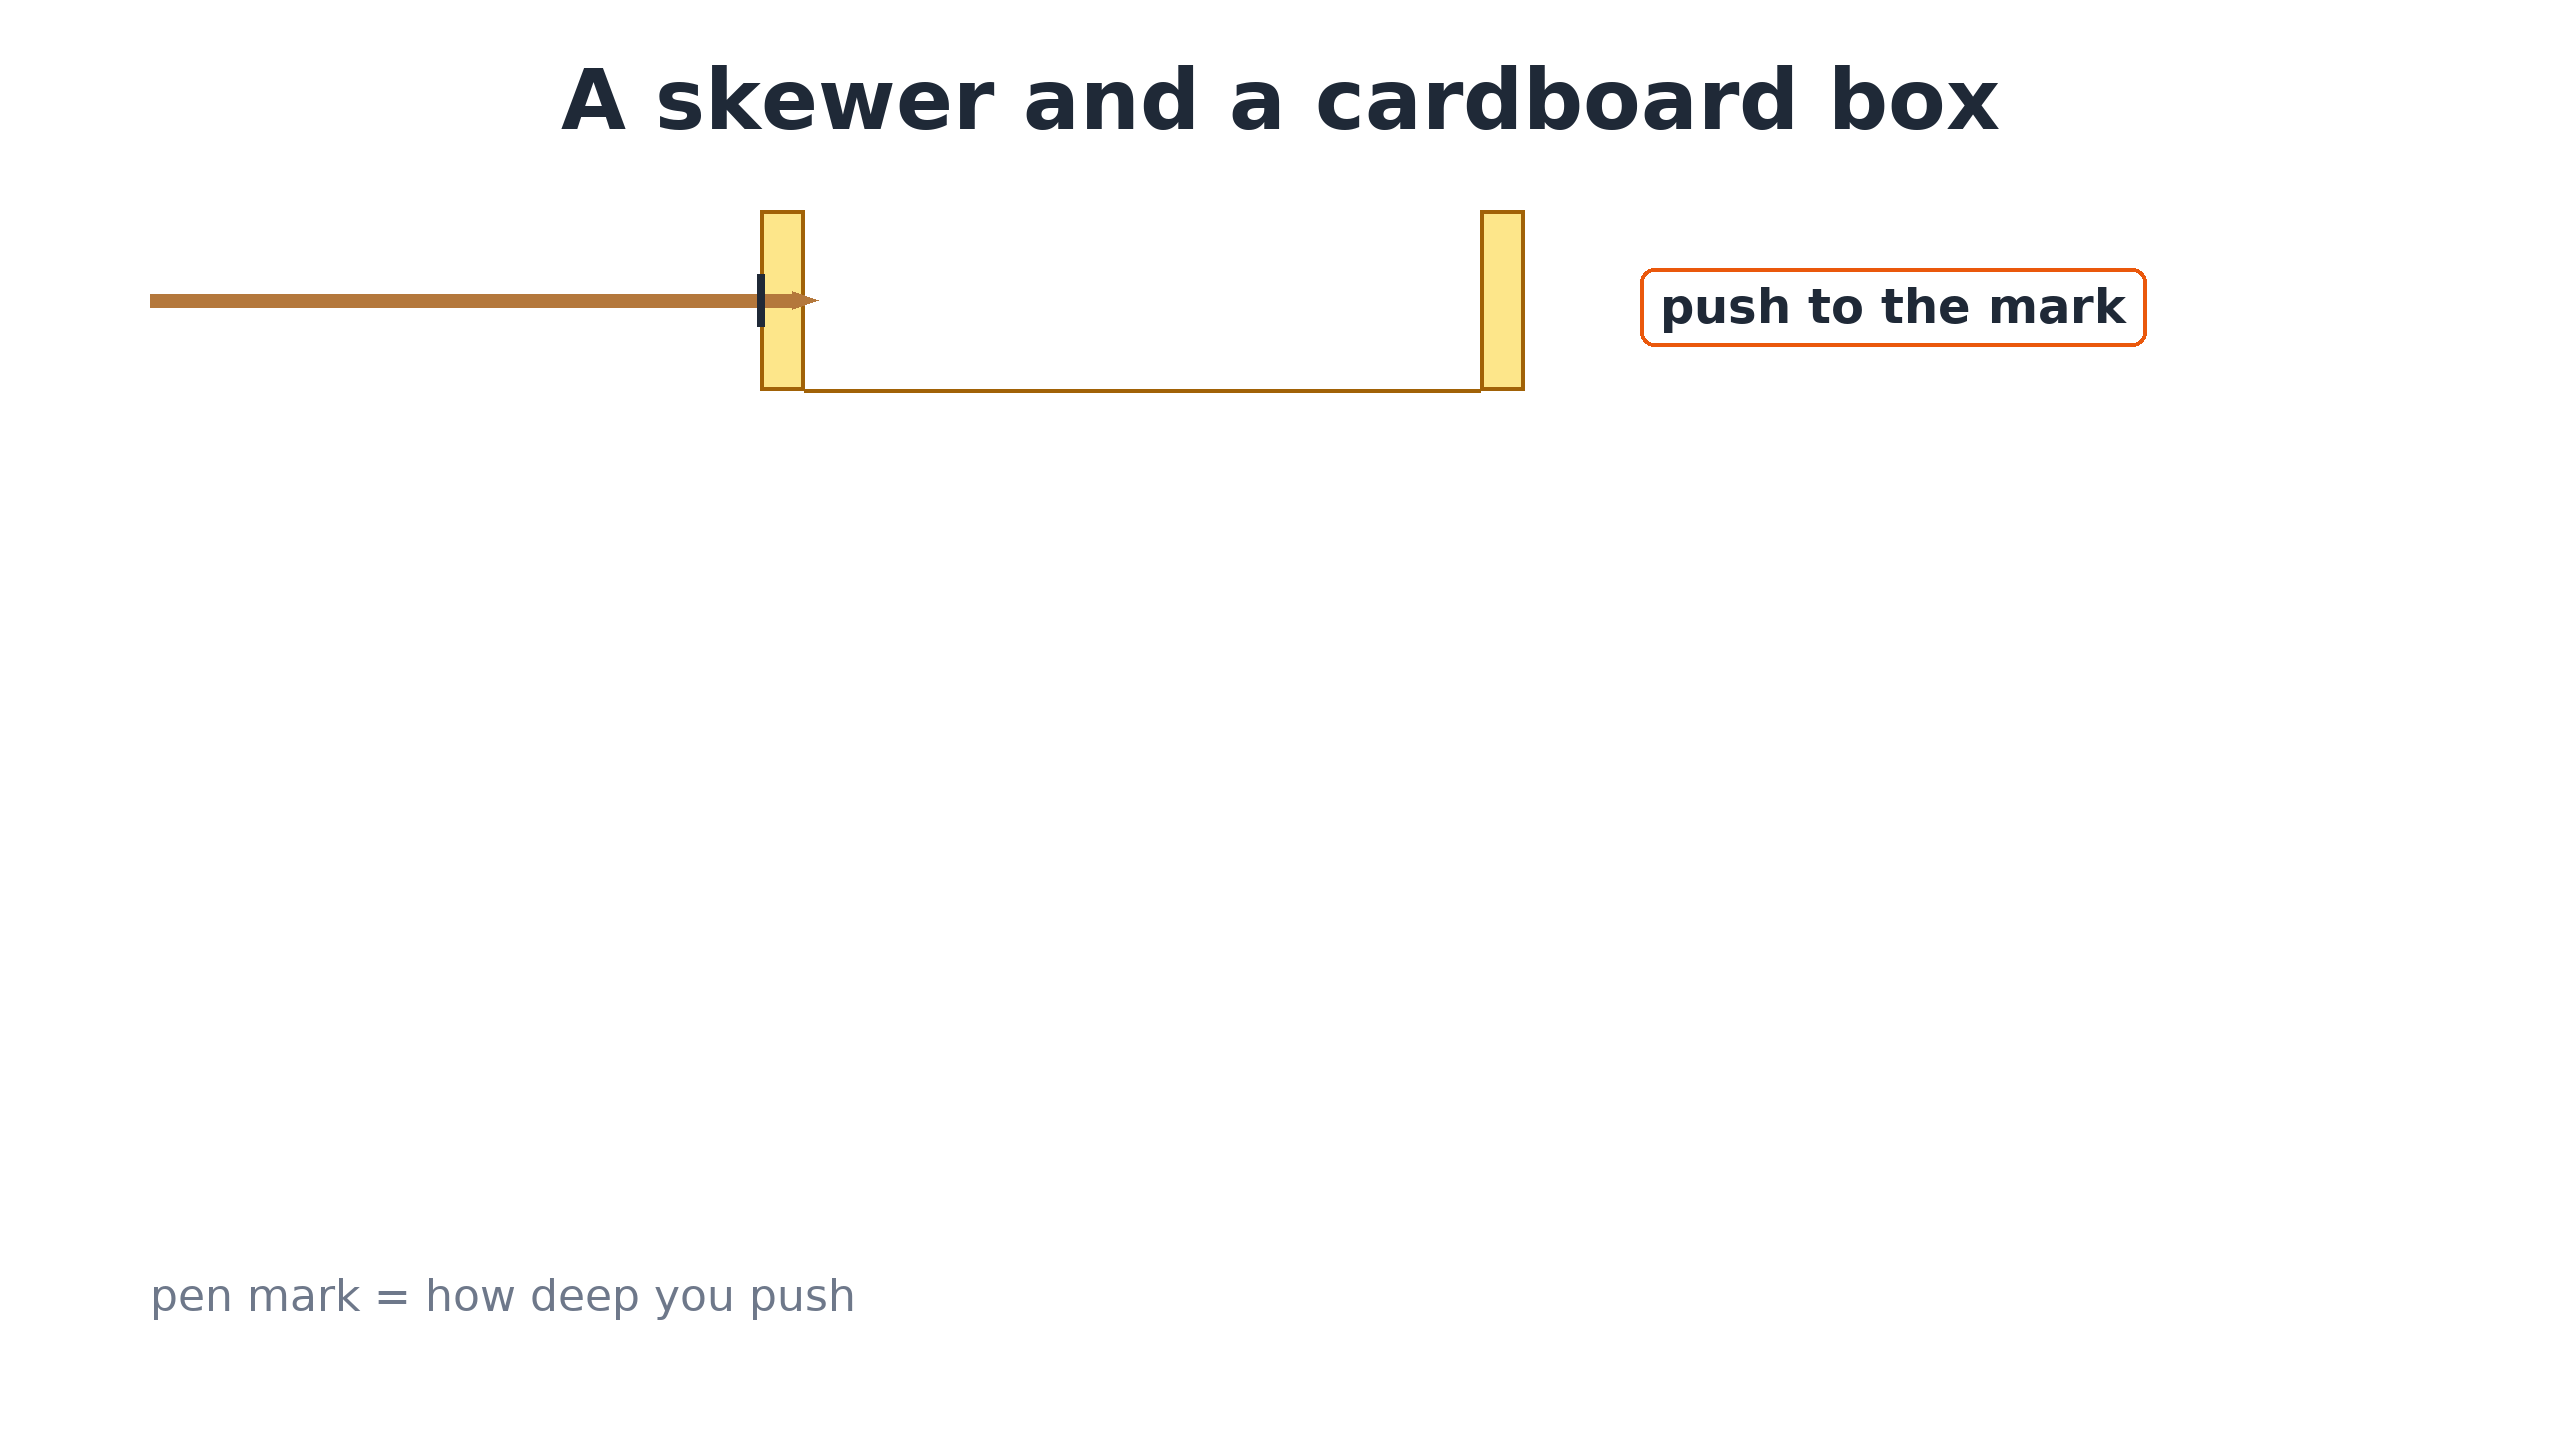 A skewer and a cardboard box
push to the mark
pen mark = how deep you push